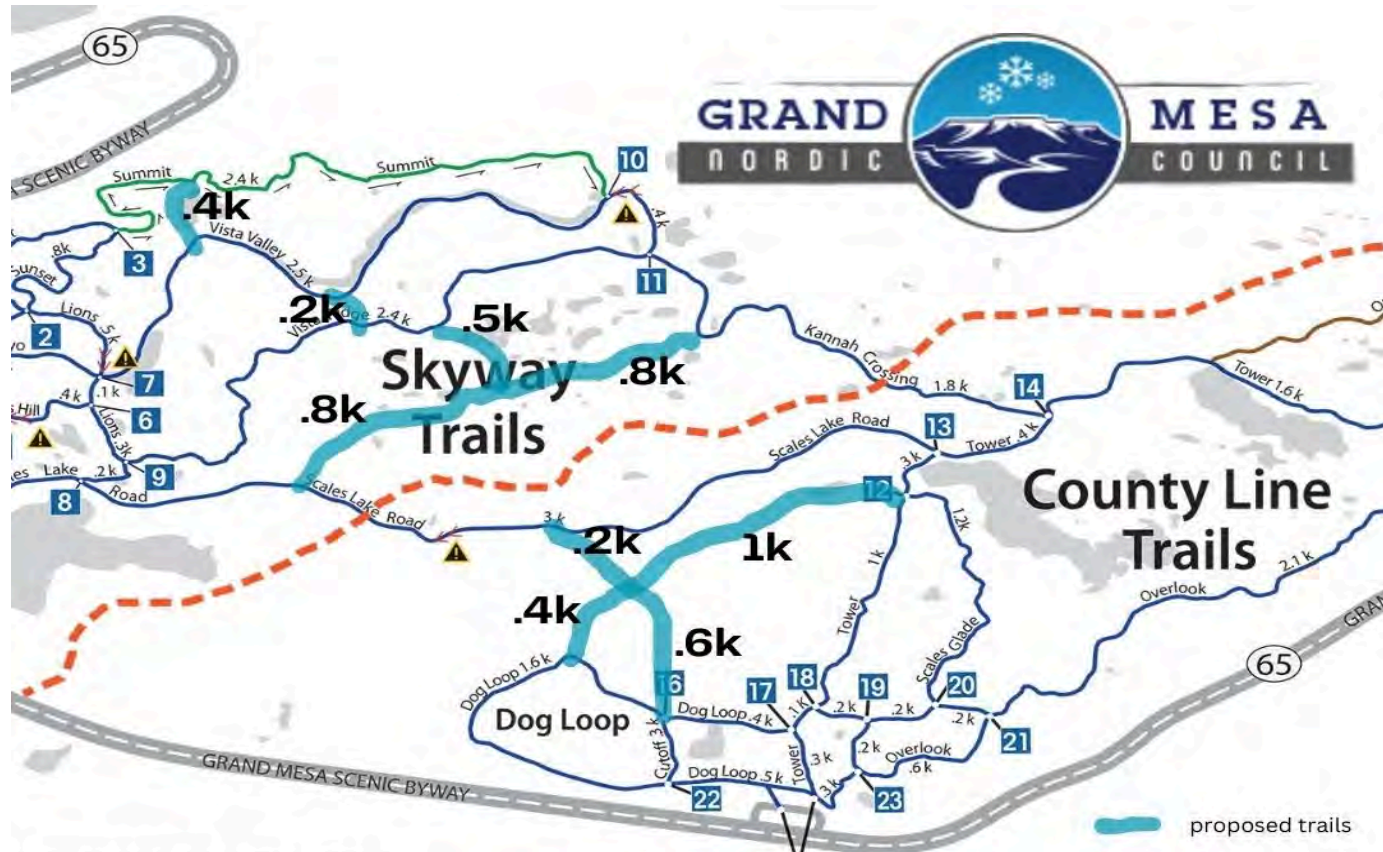 65
GRAND MESA
NORDIC COUNCIL
SCENIC BYWAY
Summit
2.4 k
Summit
10
.4k
.4 k
Vista Valley 2.5 k
.8k
Sunset
3
11
2
Lions .5 k
.2k
2.4 k
.5k
Skyway
Trails
.8k
.8k
Kannah Crossing 1.8 k
14
Tower 1.6 k
7
.1 k
.4 k
Hill
6
Lions .3k
9
Lake
.2 k
Road
8
Scales Lake Road
Scales Lake Road
13
Tower .4 k
.3 k
12
County Line
Trails
3 k
.2k
1k
1.2k
1 k
Tower
Overlook
2.1 k
.4k
.6k
Scales Glade
65
Dog Loop 1.6 k
16
17
18
19
20
Dog Loop
Dog Loop .4 k
.1 k
.2 k
.2 k
.2 k
21
Cutoff .3 k
Tower
.3 k
.2 k
Overlook
.6 k
Dog Loop .5 k
22
.3 k
23
GRAND MESA SCENIC BYWAY
proposed trails